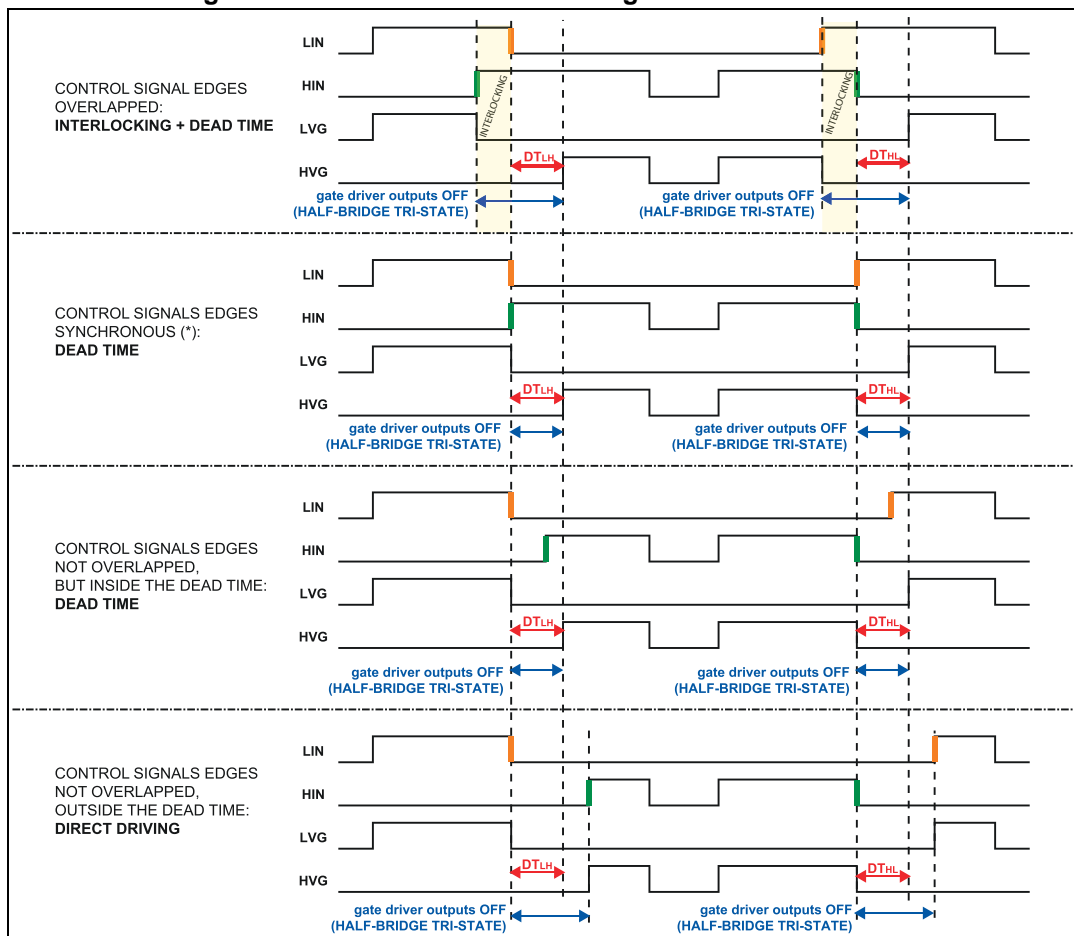 LIN
HIN
CONTROL SIGNAL EDGES
OVERLAPPED:
INTERLOCKING + DEAD TIME
LVG
HVG
INTERLOCKING
INTERLOCKING
DTLH
DTHL
gate driver outputs OFF
(HALF-BRIDGE TRI-STATE)
gate driver outputs OFF
(HALF-BRIDGE TRI-STATE)
LIN
HIN
CONTROL SIGNALS EDGES
SYNCHRONOUS (*):
DEAD TIME
LVG
HVG
DTLH
DTHL
gate driver outputs OFF
(HALF-BRIDGE TRI-STATE)
gate driver outputs OFF
(HALF-BRIDGE TRI-STATE)
LIN
HIN
CONTROL SIGNALS EDGES
NOT OVERLAPPED,
BUT INSIDE THE DEAD TIME:
DEAD TIME
LVG
HVG
DTLH
DTHL
gate driver outputs OFF
(HALF-BRIDGE TRI-STATE)
gate driver outputs OFF
(HALF-BRIDGE TRI-STATE)
LIN
HIN
CONTROL SIGNALS EDGES
NOT OVERLAPPED,
OUTSIDE THE DEAD TIME:
DIRECT DRIVING
LVG
HVG
DTLH
DTHL
gate driver outputs OFF
(HALF-BRIDGE TRI-STATE)
gate driver outputs OFF
(HALF-BRIDGE TRI-STATE)